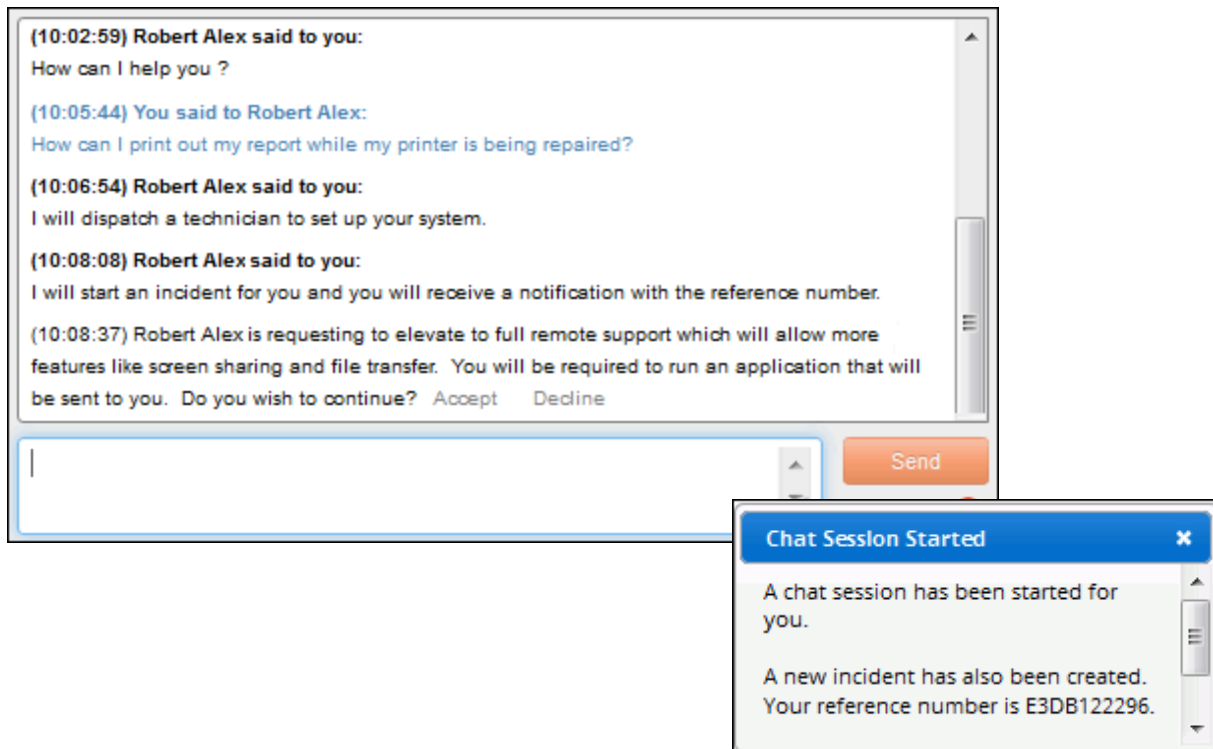 (10:02:59) Robert Alex said to you:
How can I help you ?
(10:05:44) You said to Robert Alex:
How can I print out my report while my printer is being repaired?
(10:06:54) Robert Alex said to you:
I will dispatch a technician to set up your system.
(10:08:08) Robert Alex said to you:
I will start an incident for you and you will receive a notification with the reference number.
(10:08:37) Robert Alex is requesting to elevate to full remote support which will allow more
features like screen sharing and file transfer. You will be required to run an application that will
be sent to you. Do you wish to continue? Accept Decline
Send
Chat Session Started
A chat session has been started for
you.
A new incident has also been created.
Your reference number is E3DB122296.